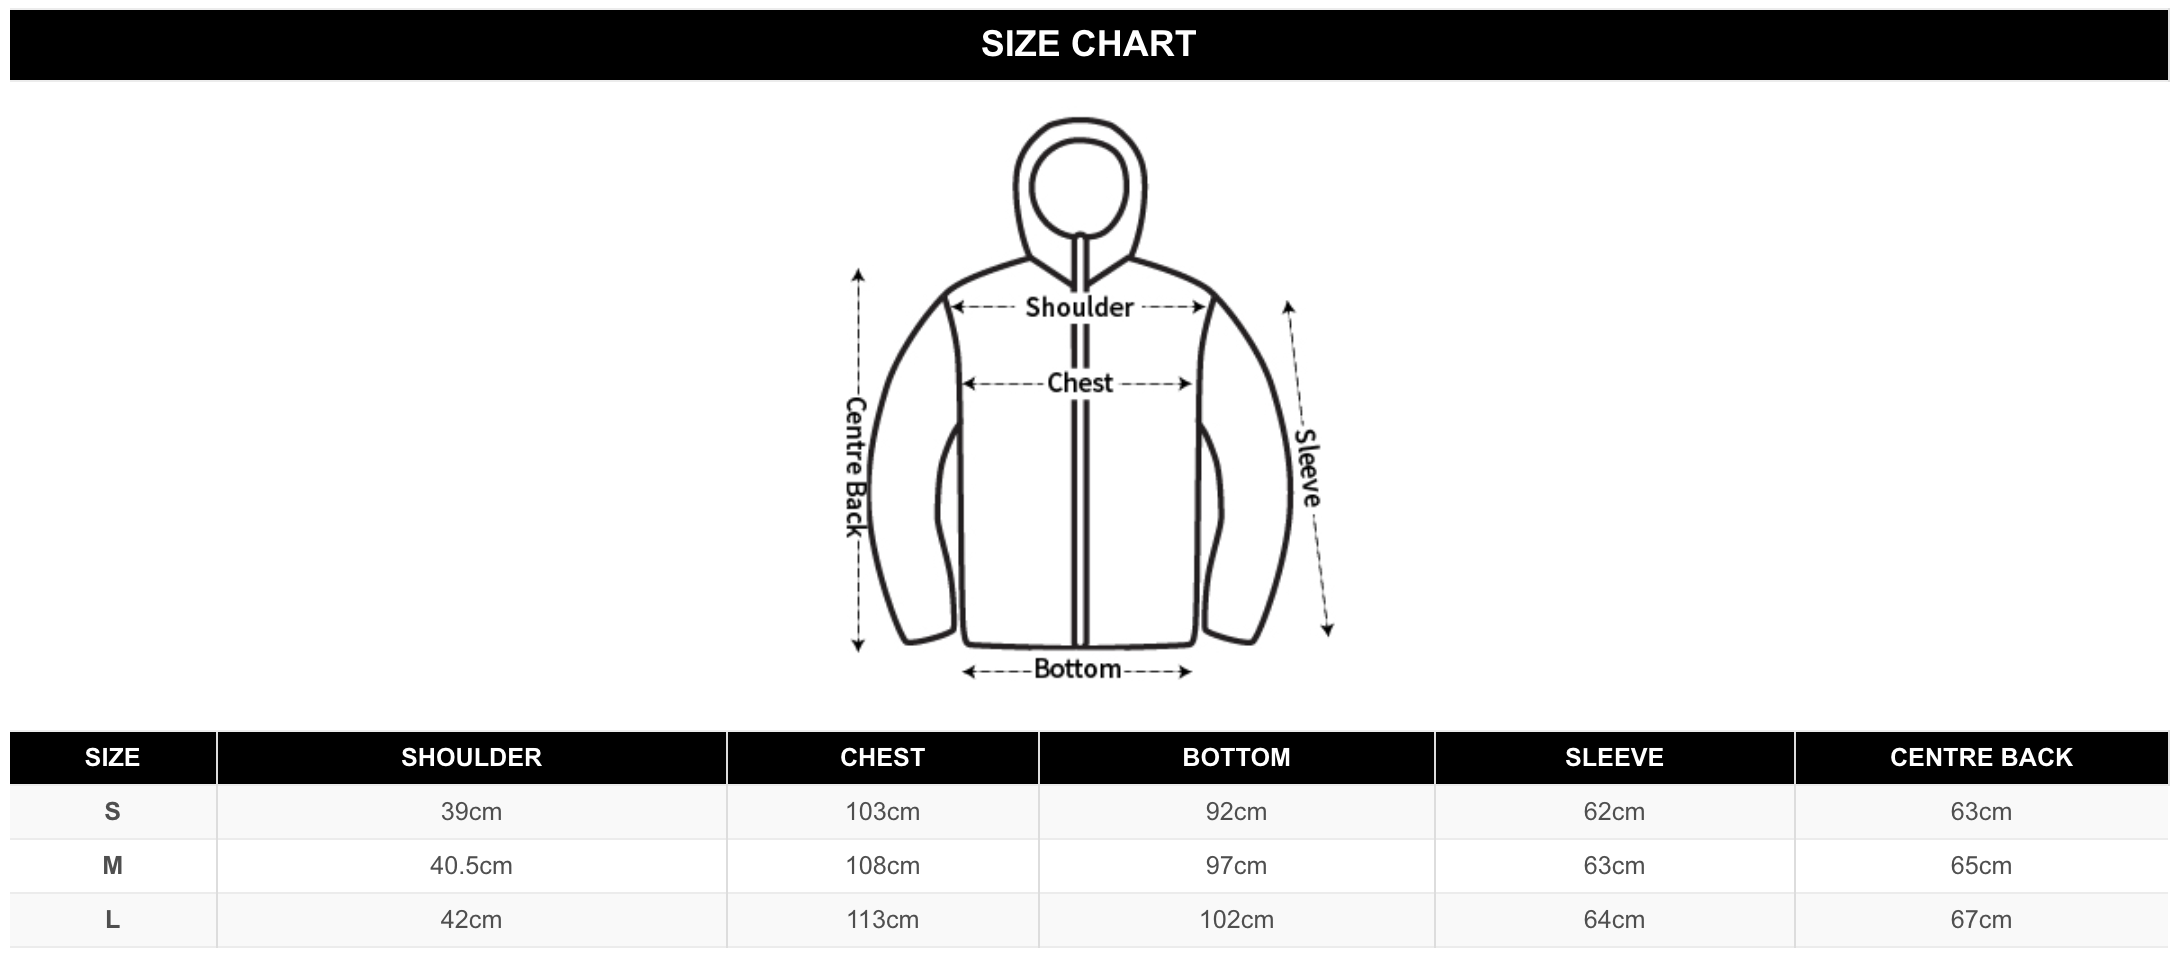 SIZE CHART
Shoulder
Chest
Centre Back
Sleeve
Bottom
SIZE SHOULDER CHEST BOTTOM SLEEVE CENTRE BACK
S 39cm 103cm 92cm 62cm 63cm
M 40.5cm 108cm 97cm 63cm 65cm
L 42cm 113cm 102cm 64cm 67cm